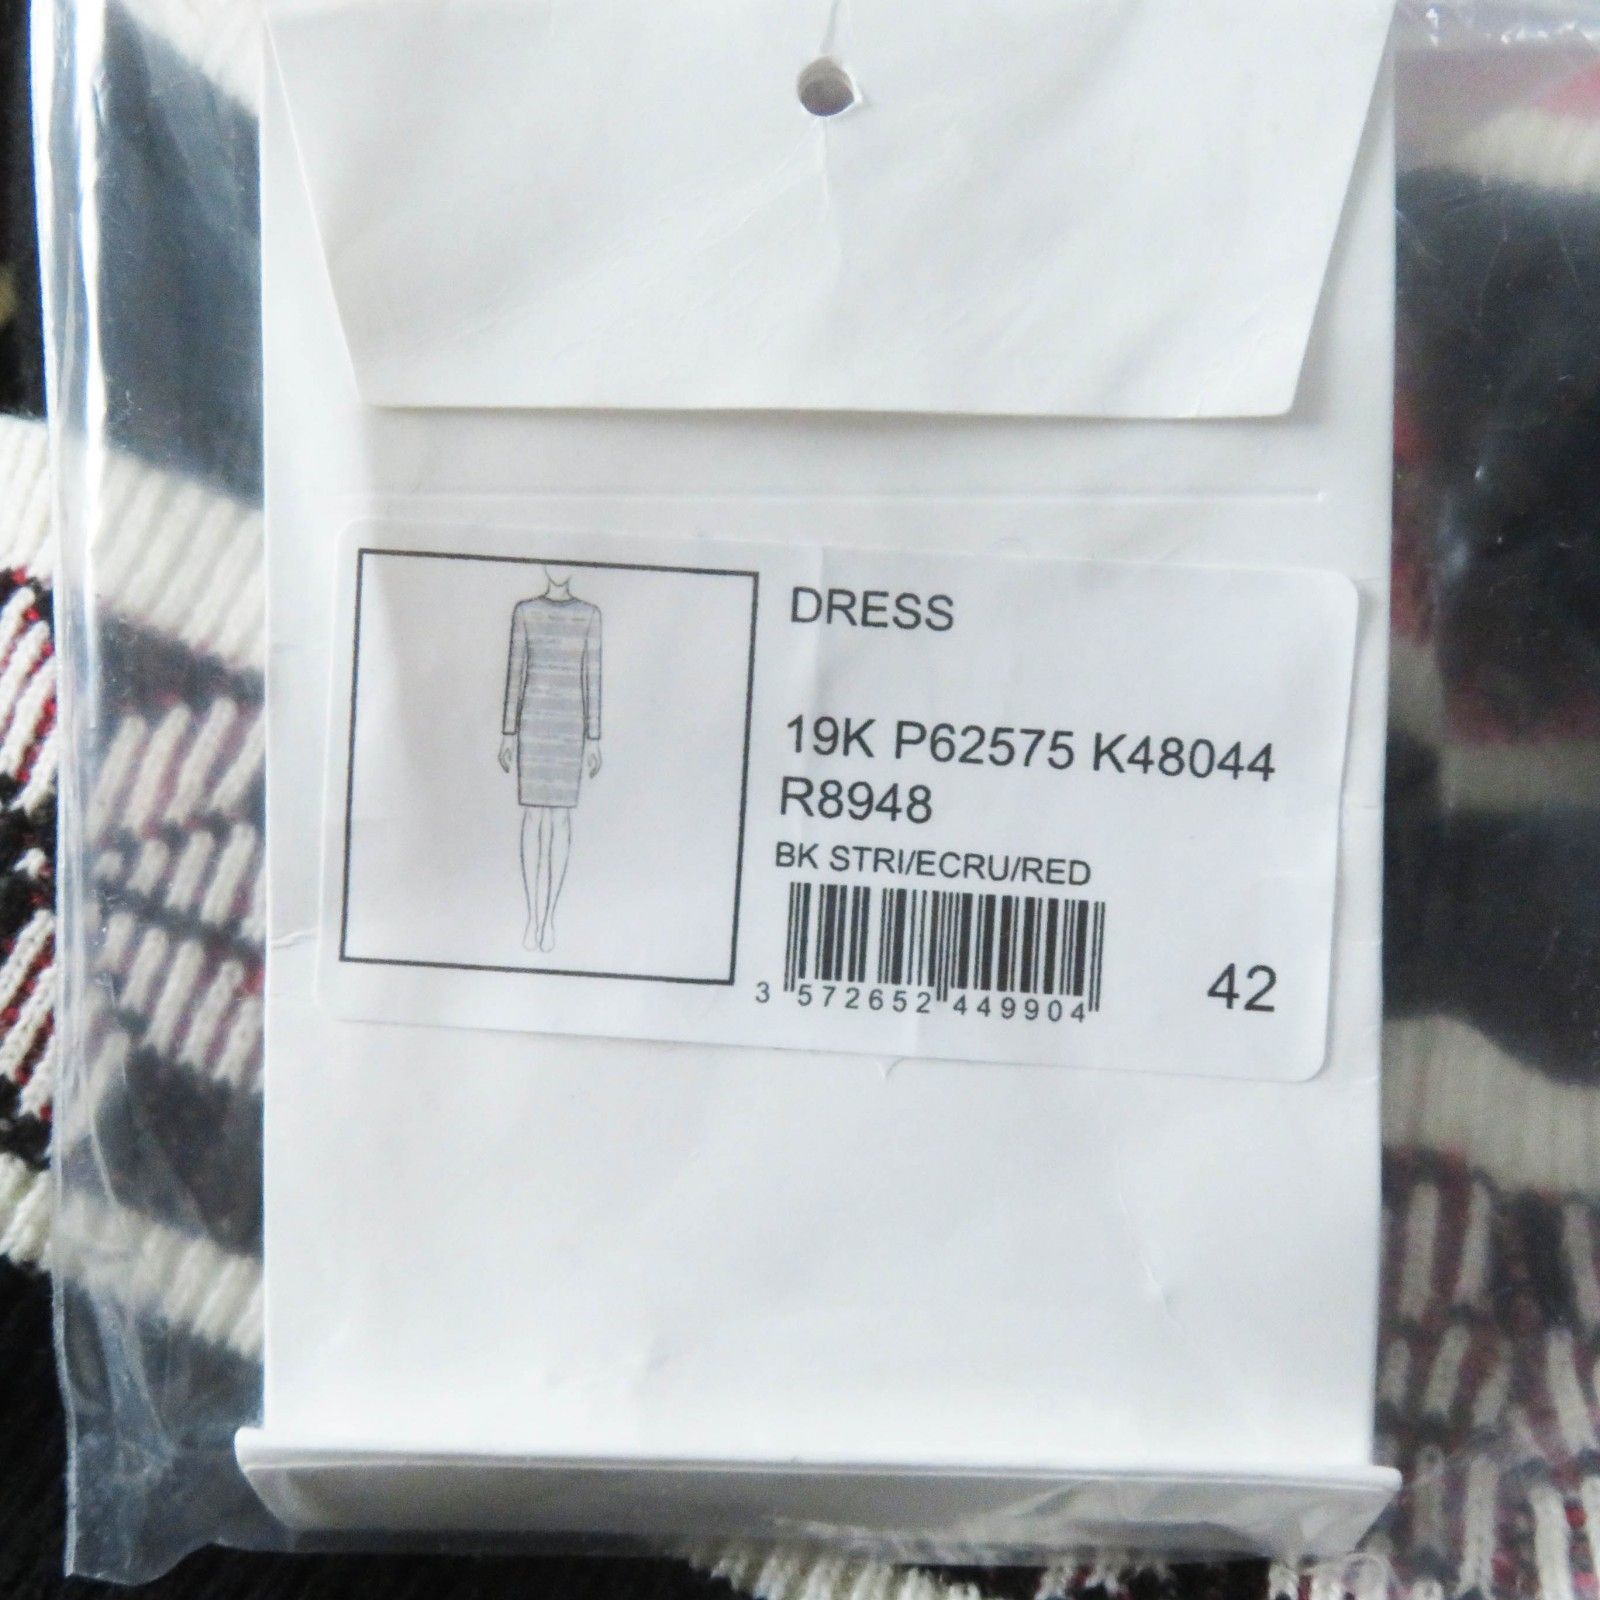 DRESS
19K P62575 K48044
R8948
BK STRI/ECRU/RED
3 572652 449904
42